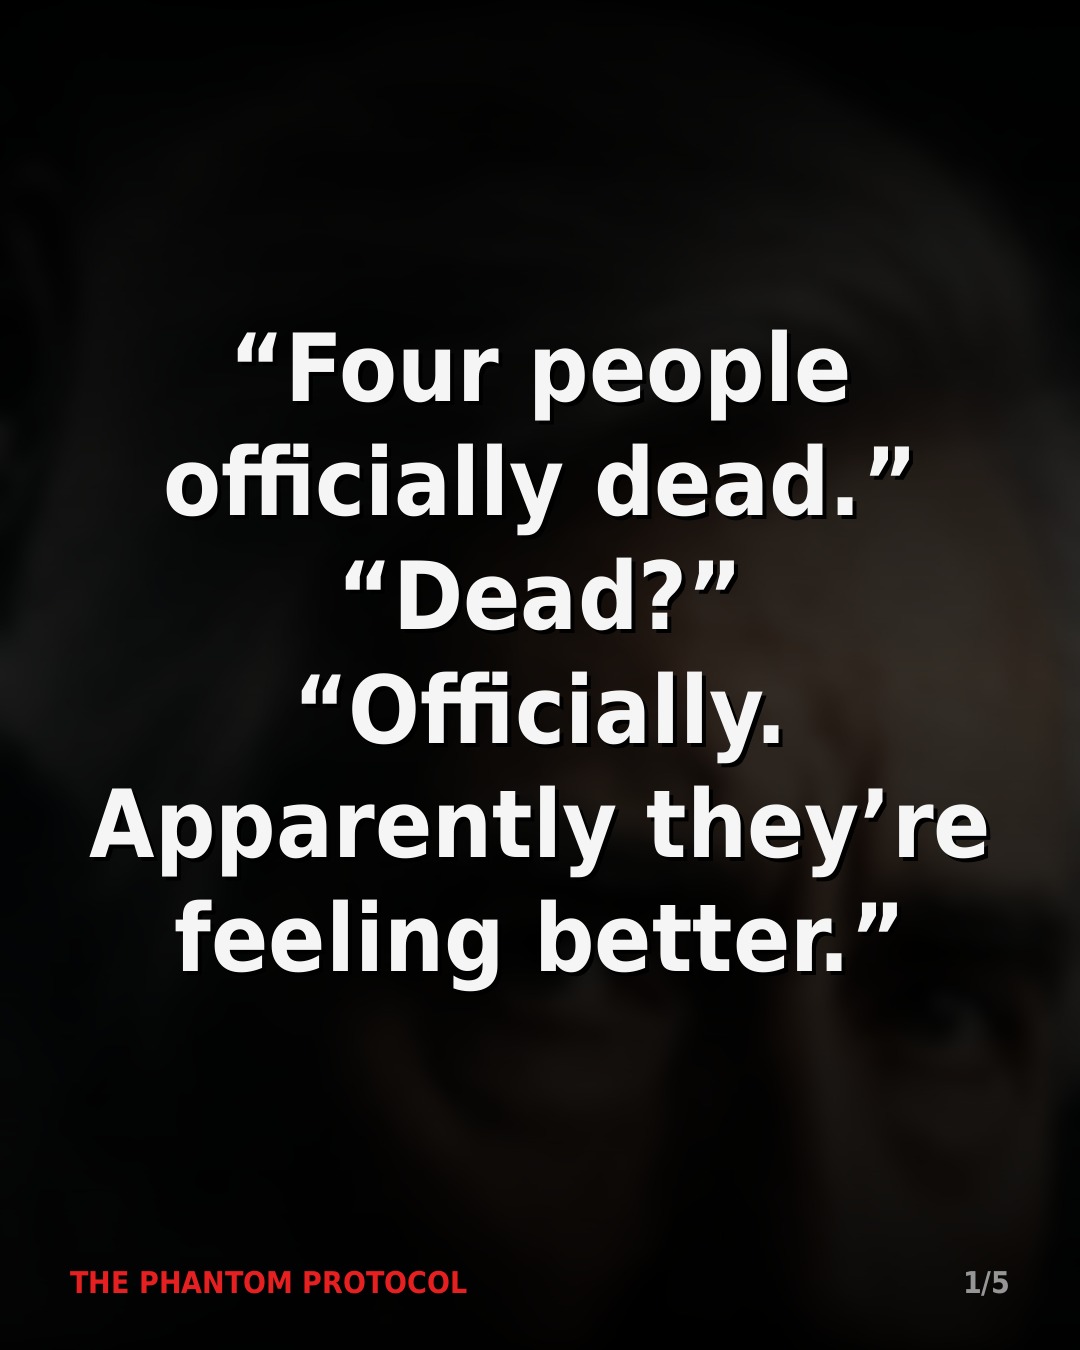 “Four people
officially dead.”
“Dead?”
“Officially.
Apparently they’re
feeling better.”
THE PHANTOM PROTOCOL
1/5